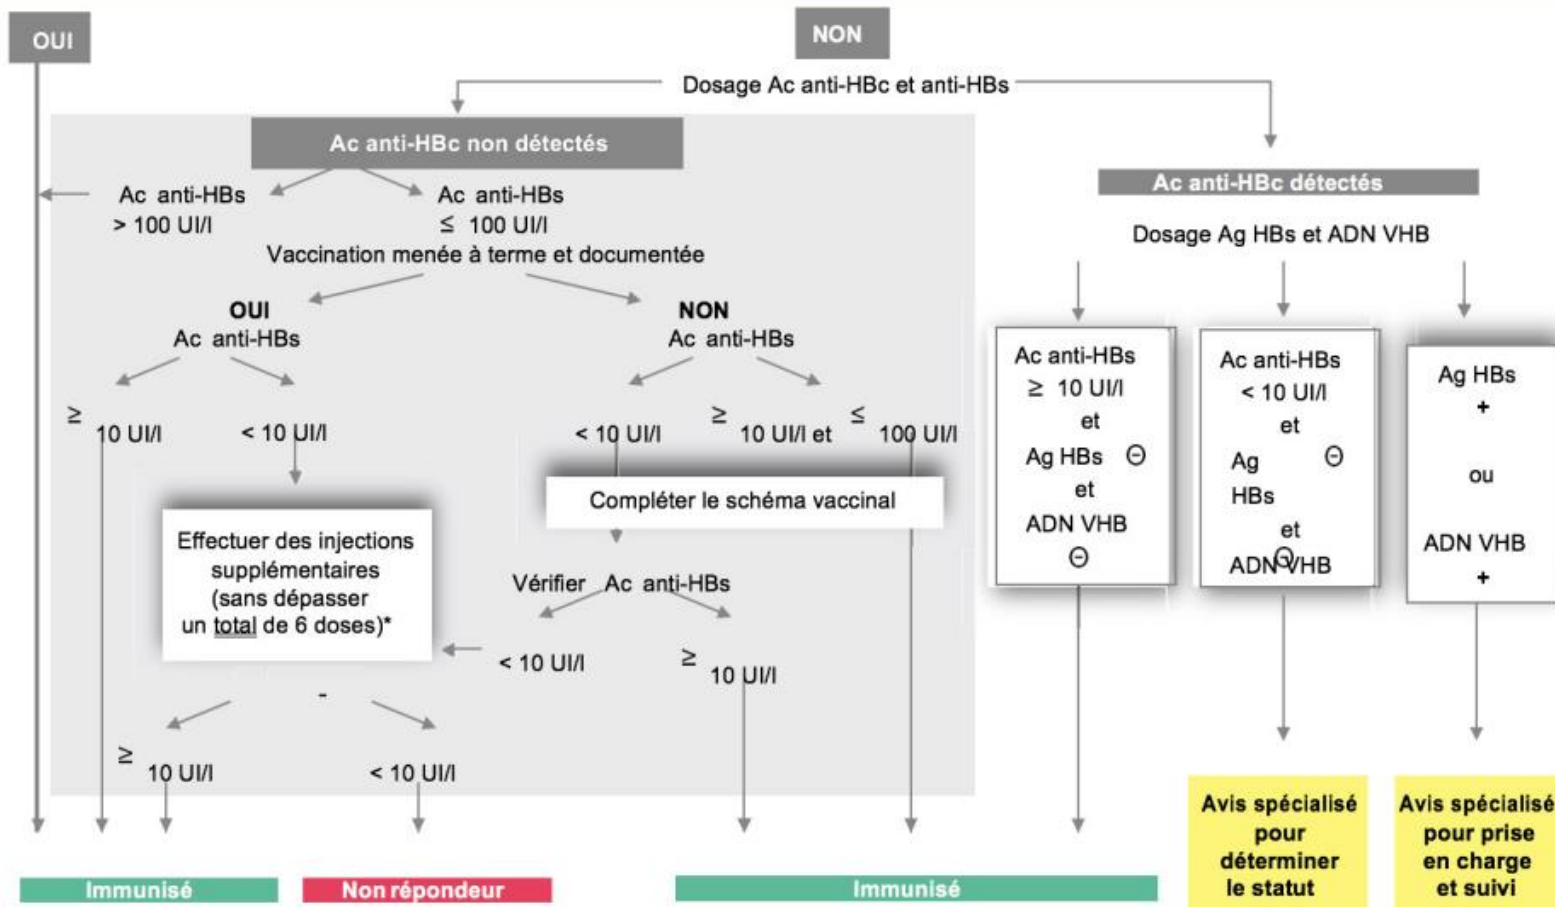 OUI
NON
Dosage Ac anti-HBc et anti-HBs
Ac anti-HBc non détectés
Ac anti-HBs
> 100 UI/l
Ac anti-HBs
≤ 100 UI/l
Vaccination menée à terme et documentée
OUI
Ac anti-HBs
NON
Ac anti-HBs
≥ 10 UI/l
< 10 UI/l
< 10 UI/l
≥ 10 UI/l et
≤ 100 UI/l
Effectuer des injections
supplémentaires
(sans dépasser
un total de 6 doses)*
Compléter le schéma vaccinal
Vérifier Ac anti-HBs
< 10 UI/l
≥ 10 UI/l
-
≥ 10 UI/l
< 10 UI/l
Ac anti-HBc détectés
Dosage Ag HBs et ADN VHB
Ac anti-HBs
≥ 10 UI/l
et
Ag HBs ⊖
et
ADN VHB
⊖
Ac anti-HBs
< 10 UI/l
et
Ag ⊖
HBs
et
ADN VHB
⊖
Ag HBs
+
ou
ADN VHB
+
Immunisé
Non répondeur
Immunisé
Avis spécialisé
pour
déterminer
le statut
Avis spécialisé
pour prise
en charge
et suivi